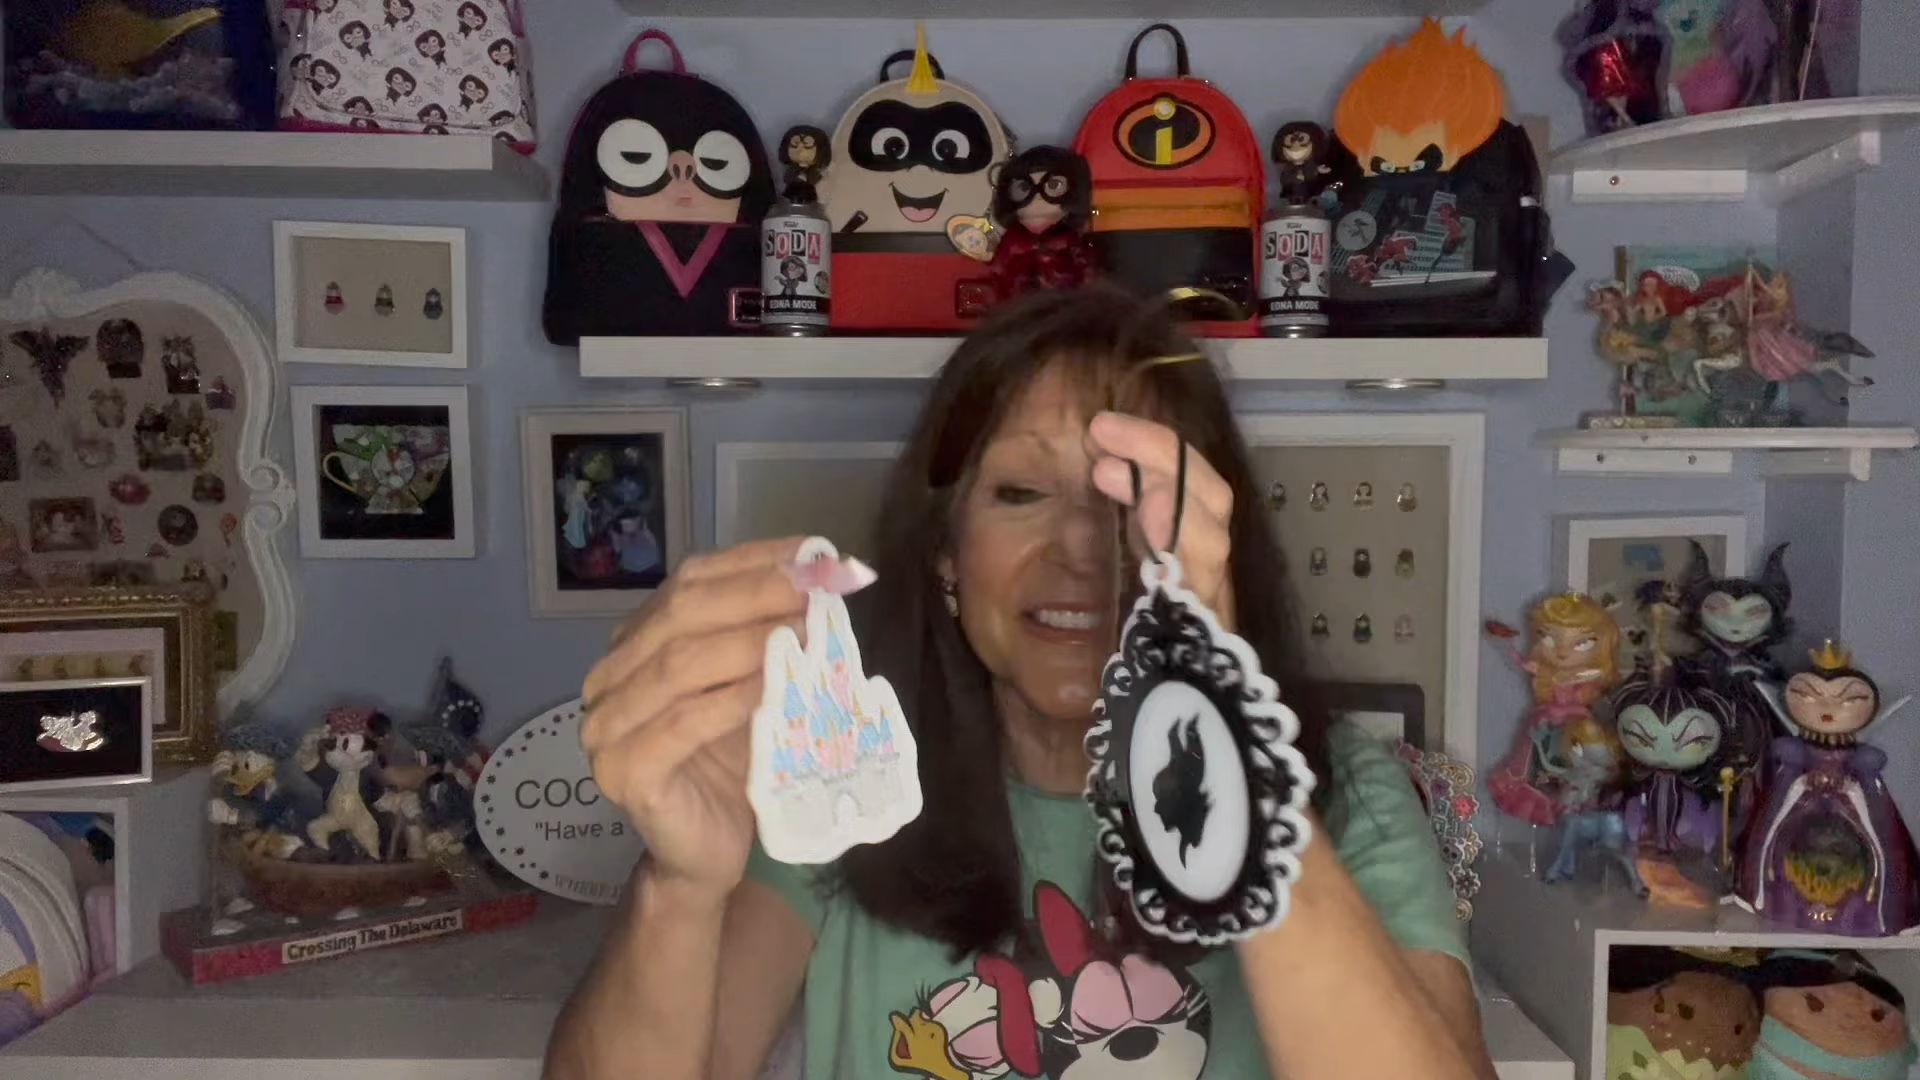 SODA
EDNA MODE
SODA
EDNA MODE
COC
"Have a
Crossing The Delaware